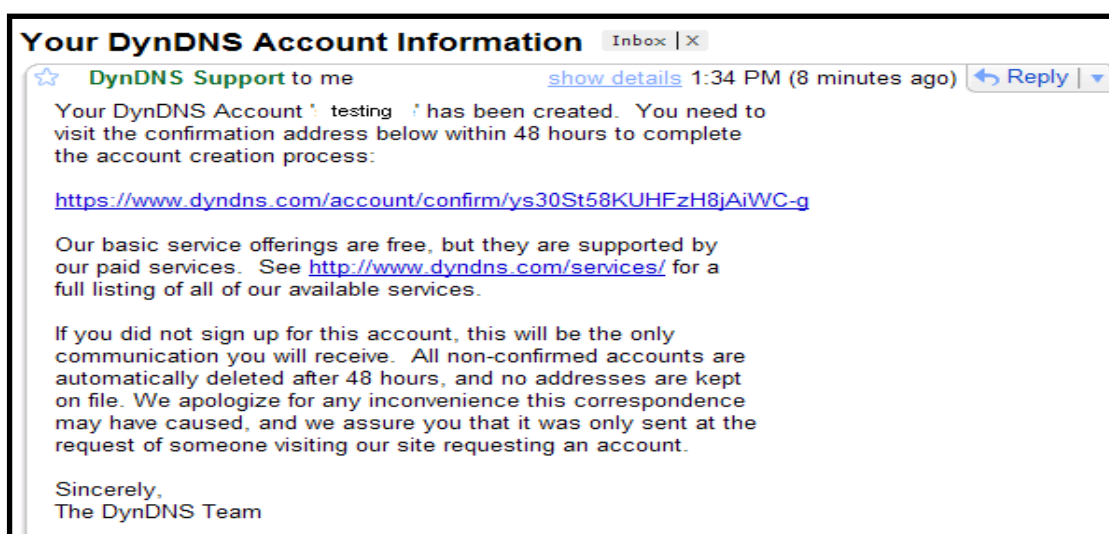 Your DynDNS Account Information Inbox | X
DynDNS Support to me show details 1:34 PM (8 minutes ago) Reply
Your DynDNS Account ' testing ' has been created. You need to
visit the confirmation address below within 48 hours to complete
the account creation process:
https://www.dyndns.com/account/confirm/ys30St58KUHFzH8jAiWC-g
Our basic service offerings are free, but they are supported by
our paid services. See http://www.dyndns.com/services/ for a
full listing of all of our available services.
If you did not sign up for this account, this will be the only
communication you will receive. All non-confirmed accounts are
automatically deleted after 48 hours, and no addresses are kept
on file. We apologize for any inconvenience this correspondence
may have caused, and we assure you that it was only sent at the
request of someone visiting our site requesting an account.
Sincerely,
The DynDNS Team